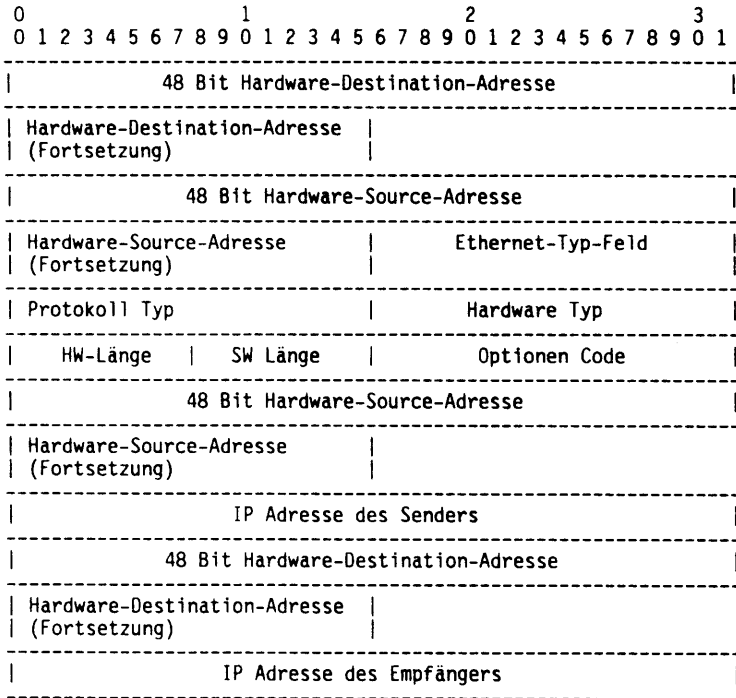 0 1 2 3
0 1 2 3 4 5 6 7 8 9 0 1 2 3 4 5 6 7 8 9 0 1 2 3 4 5 6 7 8 9 0 1
48 Bit Hardware-Destination-Adresse
Hardware-Destination-Adresse
(Fortsetzung)
48 Bit Hardware-Source-Adresse
Hardware-Source-Adresse Ethernet-Typ-Feld
(Fortsetzung)
Protokoll Typ Hardware Typ
HW-Länge | SW Länge Optionen Code
48 Bit Hardware-Source-Adresse
Hardware-Source-Adresse
(Fortsetzung)
IP Adresse des Senders
48 Bit Hardware-Destination-Adresse
Hardware-Destination-Adresse
(Fortsetzung)
IP Adresse des Empfängers